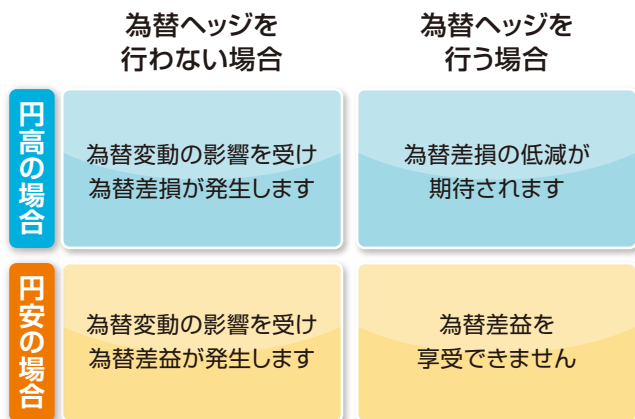 為替ヘッジを
行わない場合
為替ヘッジを
行う場合
円高の場合
為替変動の影響を受け
為替差損が発生します
為替差損の低減が
期待されます
円安の場合
為替変動の影響を受け
為替差益が発生します
為替差益を
享受できません